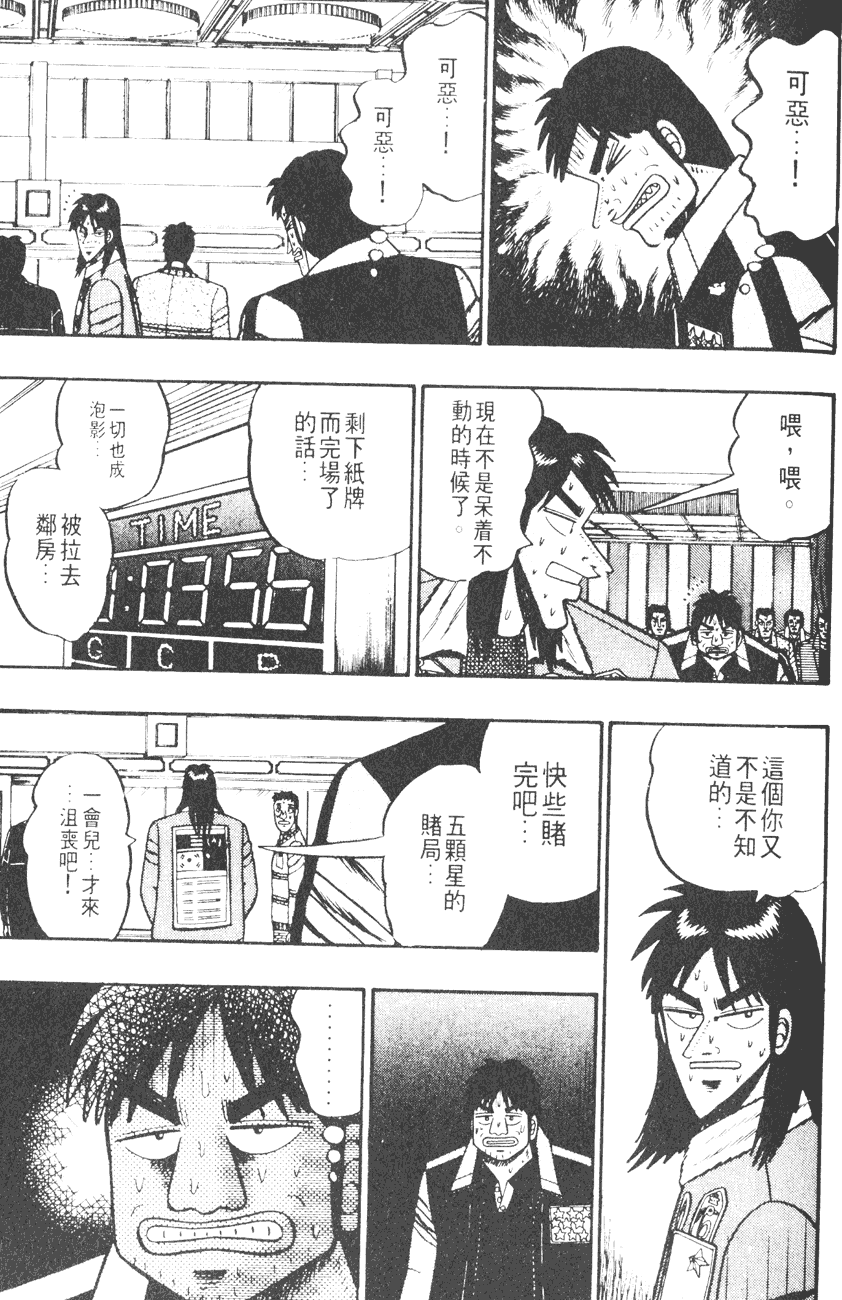 可惡…！
可惡…！
可惡…！
喂，喂。
現在不是呆着不
動的時候了。
剩下紙牌
而完場了
的話…
一切也成
泡影…
被拉去
鄰房…
TIME
:0355
G C D
這個你又
不是不知
道的…
快些賭
完吧…
五顆星的
賭局…
一會兒…才來
…沮喪吧！
………